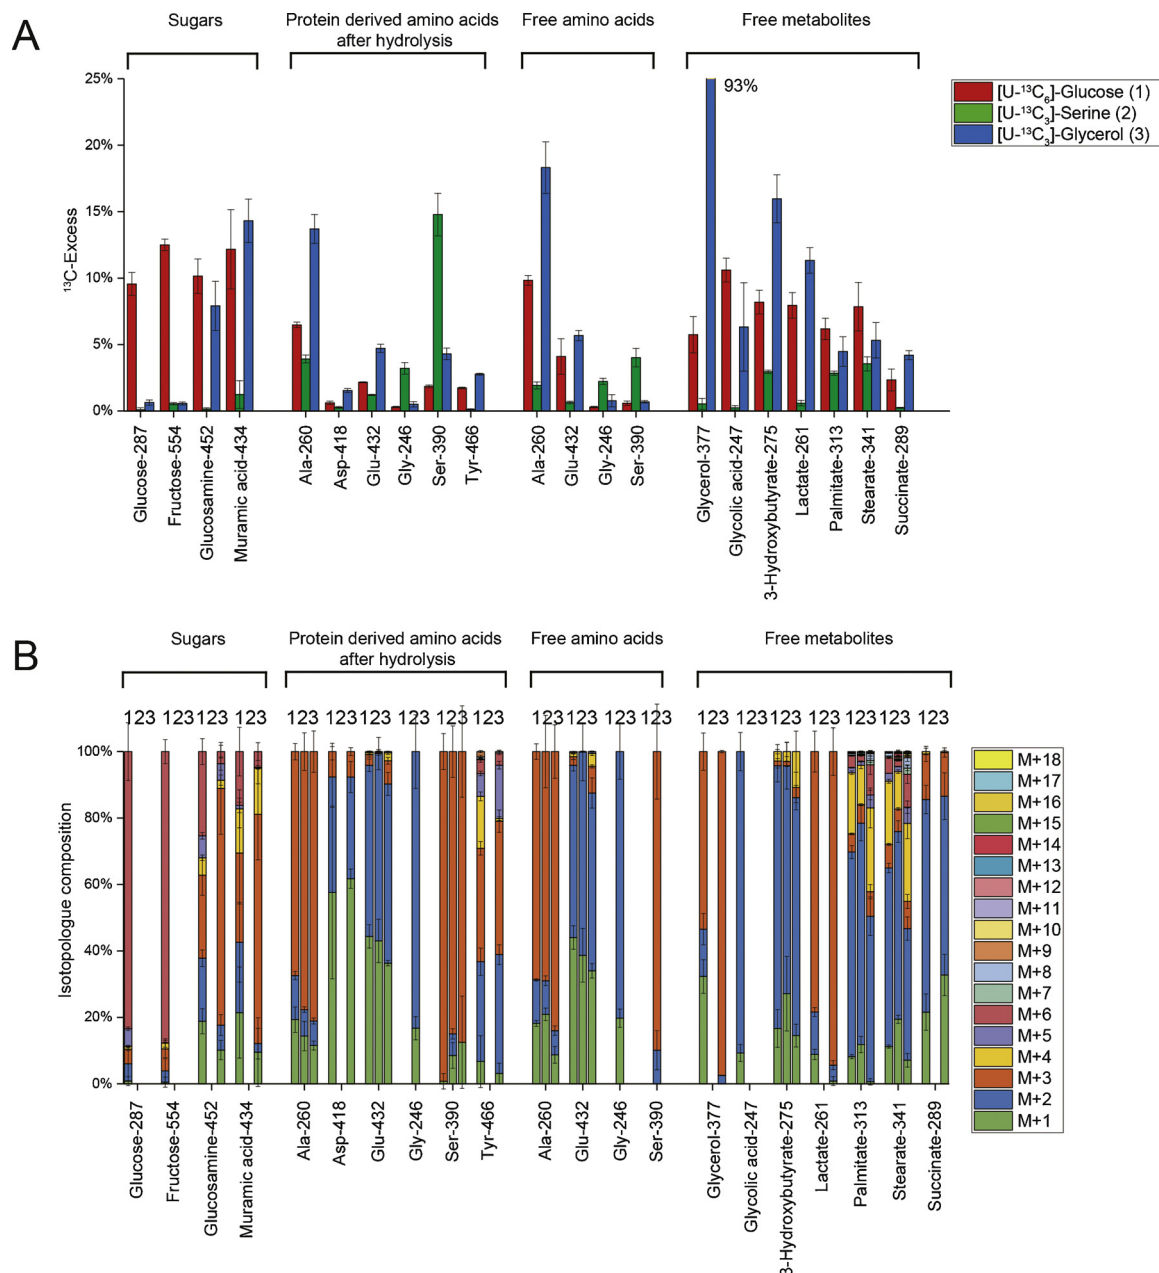 A
Sugars
Protein derived amino acids
after hydrolysis
Free amino acids
Free metabolites
25%
20%
15%
10%
5%
0%
¹³C-Excess
93%
[U-¹³C₆]-Glucose (1)
[U-¹³C₃]-Serine (2)
[U-¹³C₃]-Glycerol (3)
Glucose-287
Fructose-554
Glucosamine-452
Muramic acid-434
Ala-260
Asp-418
Glu-432
Gly-246
Ser-390
Tyr-466
Ala-260
Glu-432
Gly-246
Ser-390
Glycerol-377
Glycolic acid-247
3-Hydroxybutyrate-275
Lactate-261
Palmitate-313
Stearate-341
Succinate-289
B
Sugars
Protein derived amino acids
after hydrolysis
Free amino acids
Free metabolites
123 123 123 123 123 123 123 123 123 123 123 123 123 123 123 123 123 123 123 123 123
100%
80%
60%
40%
20%
0%
Isotopologue composition
M+18
M+17
M+16
M+15
M+14
M+13
M+12
M+11
M+10
M+9
M+8
M+7
M+6
M+5
M+4
M+3
M+2
M+1
Glucose-287
Fructose-554
Glucosamine-452
Muramic acid-434
Ala-260
Asp-418
Glu-432
Gly-246
Ser-390
Tyr-466
Ala-260
Glu-432
Gly-246
Ser-390
Glycerol-377
Glycolic acid-247
3-Hydroxybutyrate-275
Lactate-261
Palmitate-313
Stearate-341
Succinate-289